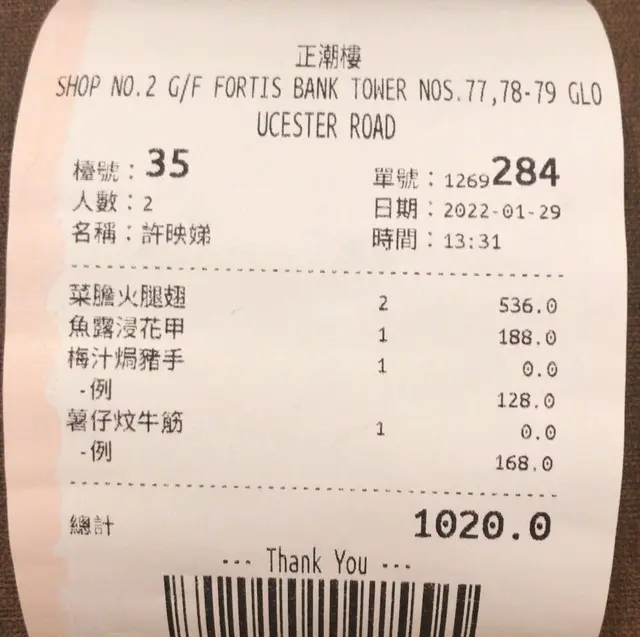 正潮樓
SHOP NO.2 G/F FORTIS BANK TOWER NOS.77,78-79 GLO
UCESTER ROAD
檯號：35 單號：1269284
人數：2 日期：2022-01-29
名稱：許映娣 時間：13:31
菜膽火腿翅 2 536.0
魚露浸花甲 1 188.0
梅汁焗豬手 1 0.0
-例 128.0
薯仔炆牛筋 1 0.0
-例 168.0
總計 1020.0
--- Thank You ---